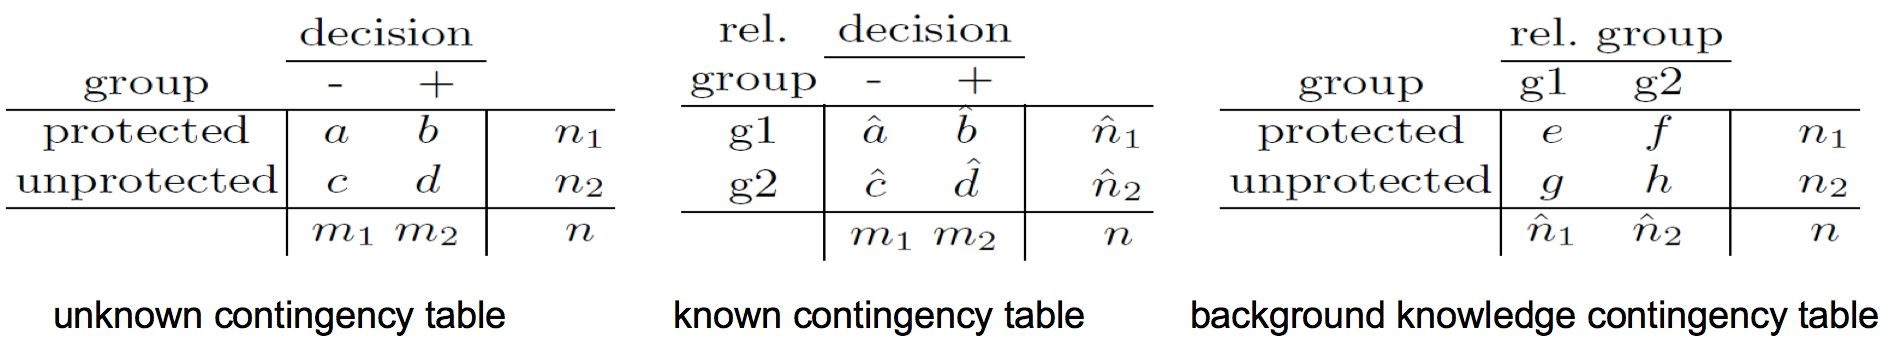 decision
group - +
protected a b n₁
unprotected c d n₂
m₁ m₂ n
unknown contingency table
rel. decision
group - +
g1 â b̂ n̂₁
g2 ĉ d̂ n̂₂
m₁ m₂ n
known contingency table
rel. group
group g1 g2
protected e f n₁
unprotected g h n₂
n̂₁ n̂₂ n
background knowledge contingency table